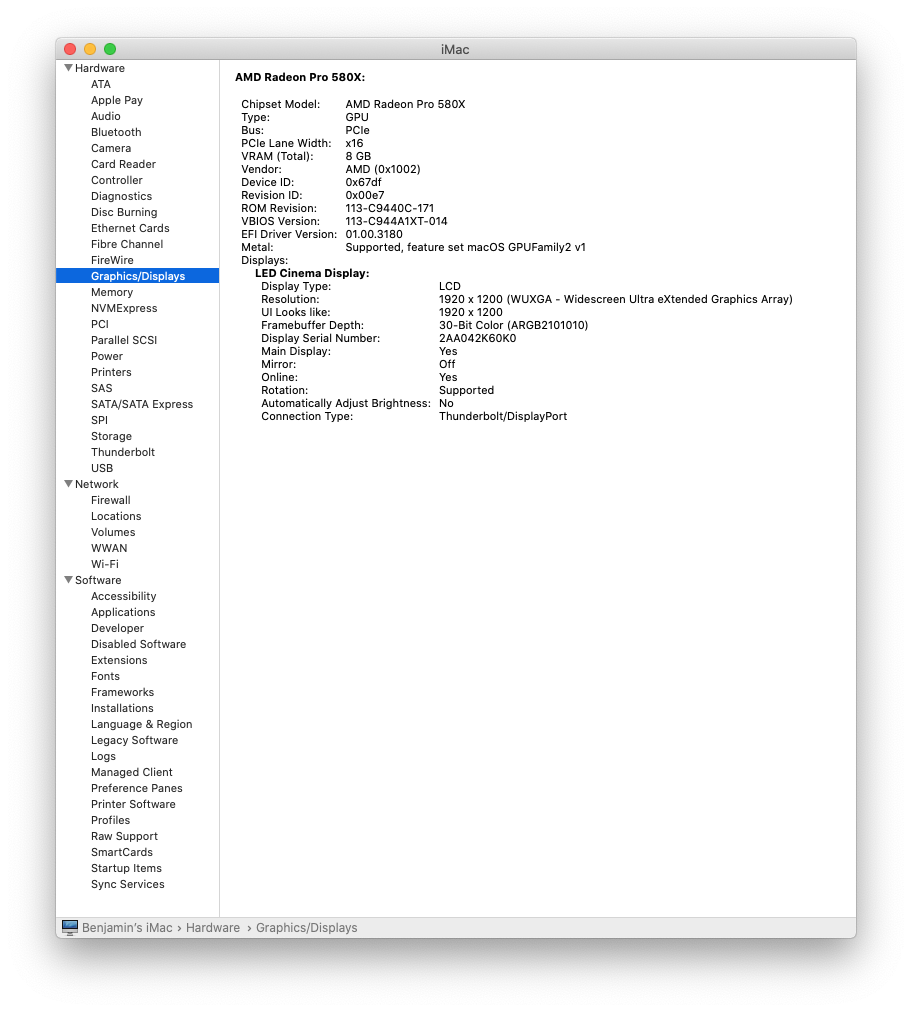 iMac
Hardware
ATA
Apple Pay
Audio
Bluetooth
Camera
Card Reader
Controller
Diagnostics
Disc Burning
Ethernet Cards
Fibre Channel
FireWire
Graphics/Displays
Memory
NVMExpress
PCI
Parallel SCSI
Power
Printers
SAS
SATA/SATA Express
SPI
Storage
Thunderbolt
USB
Network
Firewall
Locations
Volumes
WWAN
Wi-Fi
Software
Accessibility
Applications
Developer
Disabled Software
Extensions
Fonts
Frameworks
Installations
Language & Region
Legacy Software
Logs
Managed Client
Preference Panes
Printer Software
Profiles
Raw Support
SmartCards
Startup Items
Sync Services
AMD Radeon Pro 580X:
Chipset Model: AMD Radeon Pro 580X
Type: GPU
Bus: PCIe
PCIe Lane Width: x16
VRAM (Total): 8 GB
Vendor: AMD (0x1002)
Device ID: 0x67df
Revision ID: 0x00e7
ROM Revision: 113-C9440C-171
VBIOS Version: 113-C944A1XT-014
EFI Driver Version: 01.00.3180
Metal: Supported, feature set macOS GPUFamily2 v1
Displays:
LED Cinema Display:
Display Type: LCD
Resolution: 1920 x 1200 (WUXGA - Widescreen Ultra eXtended Graphics Array)
UI Looks like: 1920 x 1200
Framebuffer Depth: 30-Bit Color (ARGB2101010)
Display Serial Number: 2AA042K60K0
Main Display: Yes
Mirror: Off
Online: Yes
Rotation: Supported
Automatically Adjust Brightness: No
Connection Type: Thunderbolt/DisplayPort
Benjamin's iMac › Hardware › Graphics/Displays